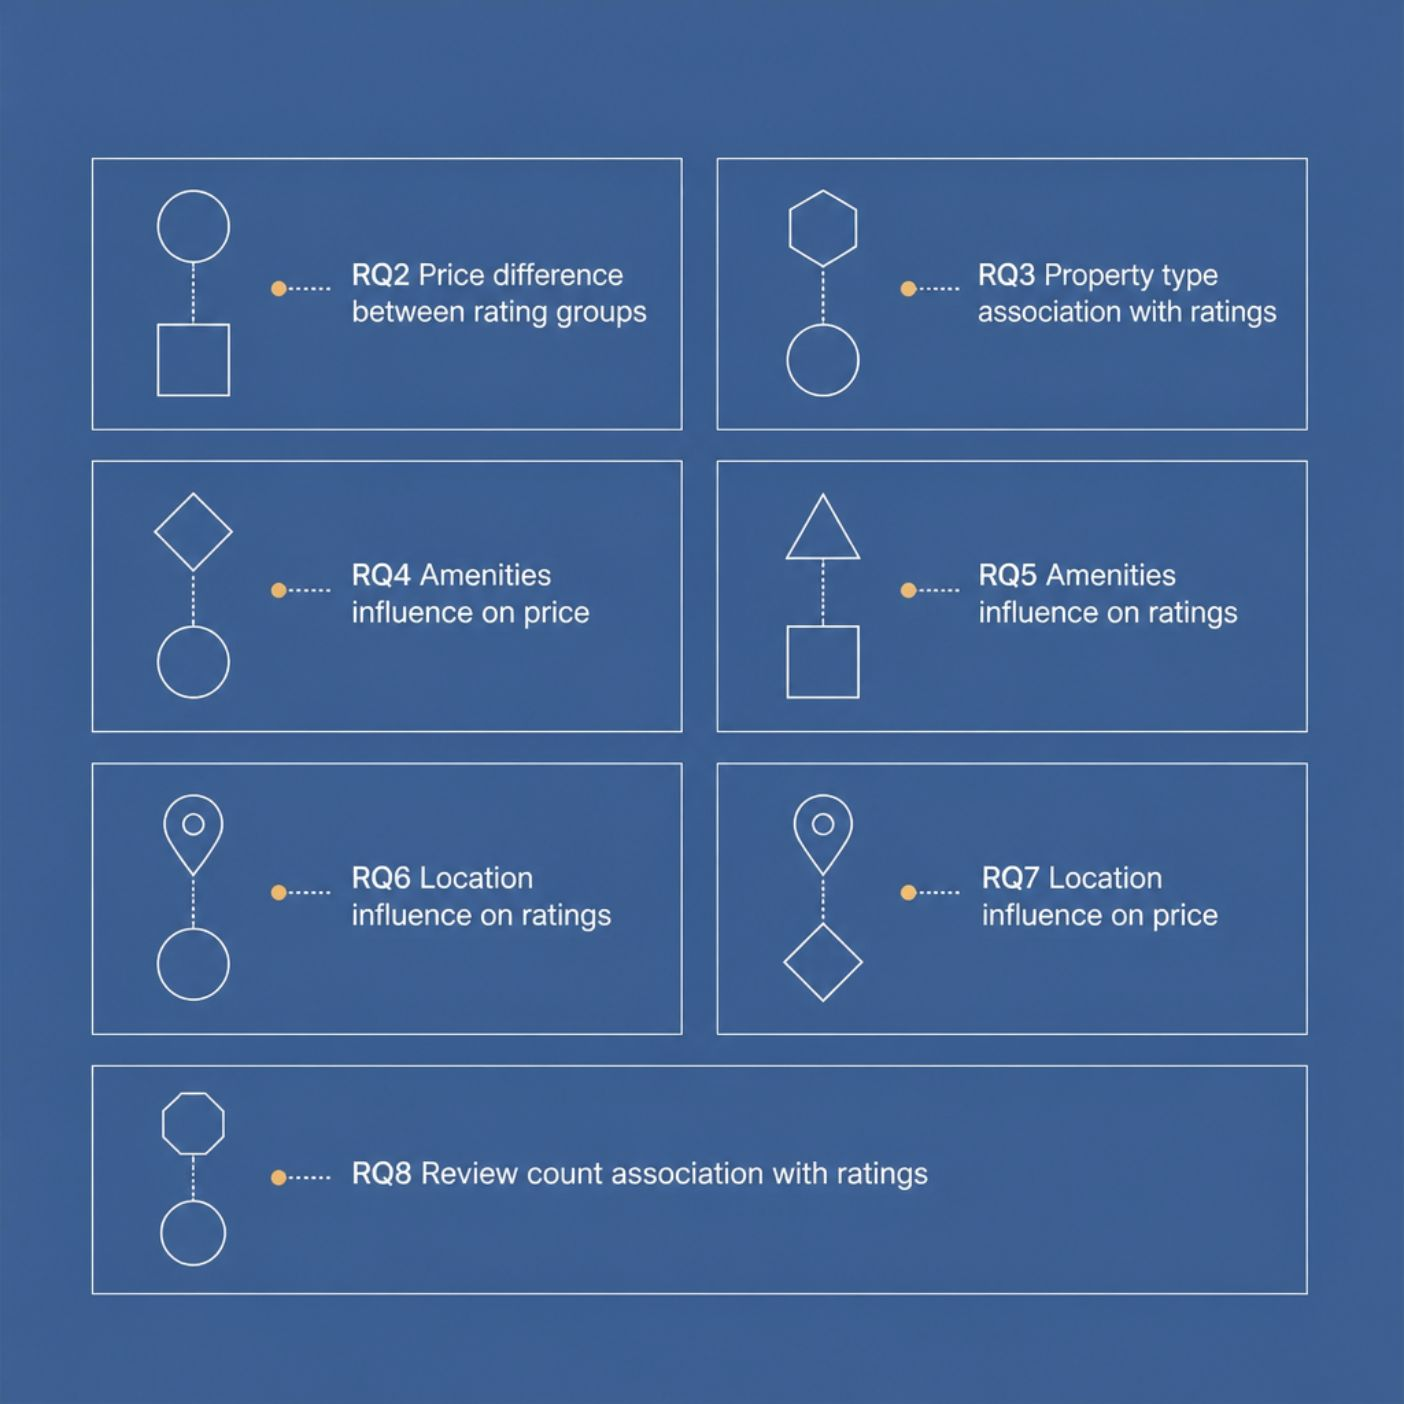 RQ2 Price difference
between rating groups
RQ3 Property type
association with ratings
RQ4 Amenities
influence on price
RQ5 Amenities
influence on ratings
RQ6 Location
influence on ratings
RQ7 Location
influence on price
RQ8 Review count association with ratings